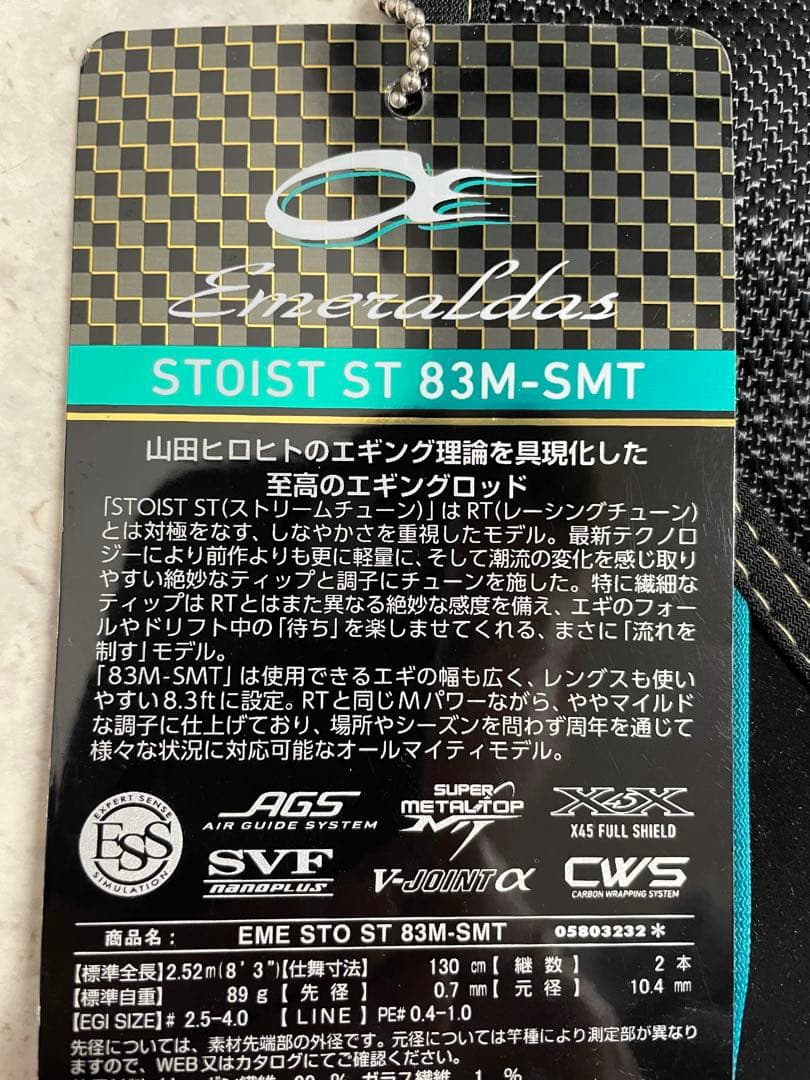 Emeraldas
STOIST ST 83M-SMT
山田ヒロヒトのエギング理論を具現化した
至高のエギングロッド
「STOIST ST(ストリームチューン)」はRT(レーシングチューン)
とは対極をなす、しなやかさを重視したモデル。最新テクノロ
ジーにより前作よりも更に軽量に、そして潮流の変化を感じ取り
やすい絶妙なティップと調子にチューンを施した。特に繊細な
ティップはRTとはまた異なる絶妙な感度を備え、エギのフォー
ルやドリフト中の「待ち」を楽しませてくれる、まさに「流れを
制す」モデル。
「83M-SMT」は使用できるエギの幅も広く、レングスも使い
やすい8.3ftに設定。RTと同じMパワーながら、ややマイルド
な調子に仕上げており、場所やシーズンを問わず周年を通じて
様々な状況に対応可能なオールマイティモデル。
EXPERT SENSE
ESS
SIMULATION
AGS
AIR GUIDE SYSTEM
SUPER
METALTOP
MT
X45X
X45 FULL SHIELD
SVF
nanoPLUS
V-JOINT α
CWS
CARBON WRAPPING SYSTEM
商品名： EME STO ST 83M-SMT 05803232*
【標準全長】2.52m(8'3")【仕舞寸法】 130 cm【 継 数 】 2 本
【標準自重】 89 g【 先 径 】 0.7 mm【 元 径 】 10.4 mm
【EGI SIZE】# 2.5-4.0 【 LINE 】PE# 0.4-1.0
先径については、素材先端部の外径です。元径については竿種により測定部が異なり
ますので、WEB又はカタログにてご確認ください。